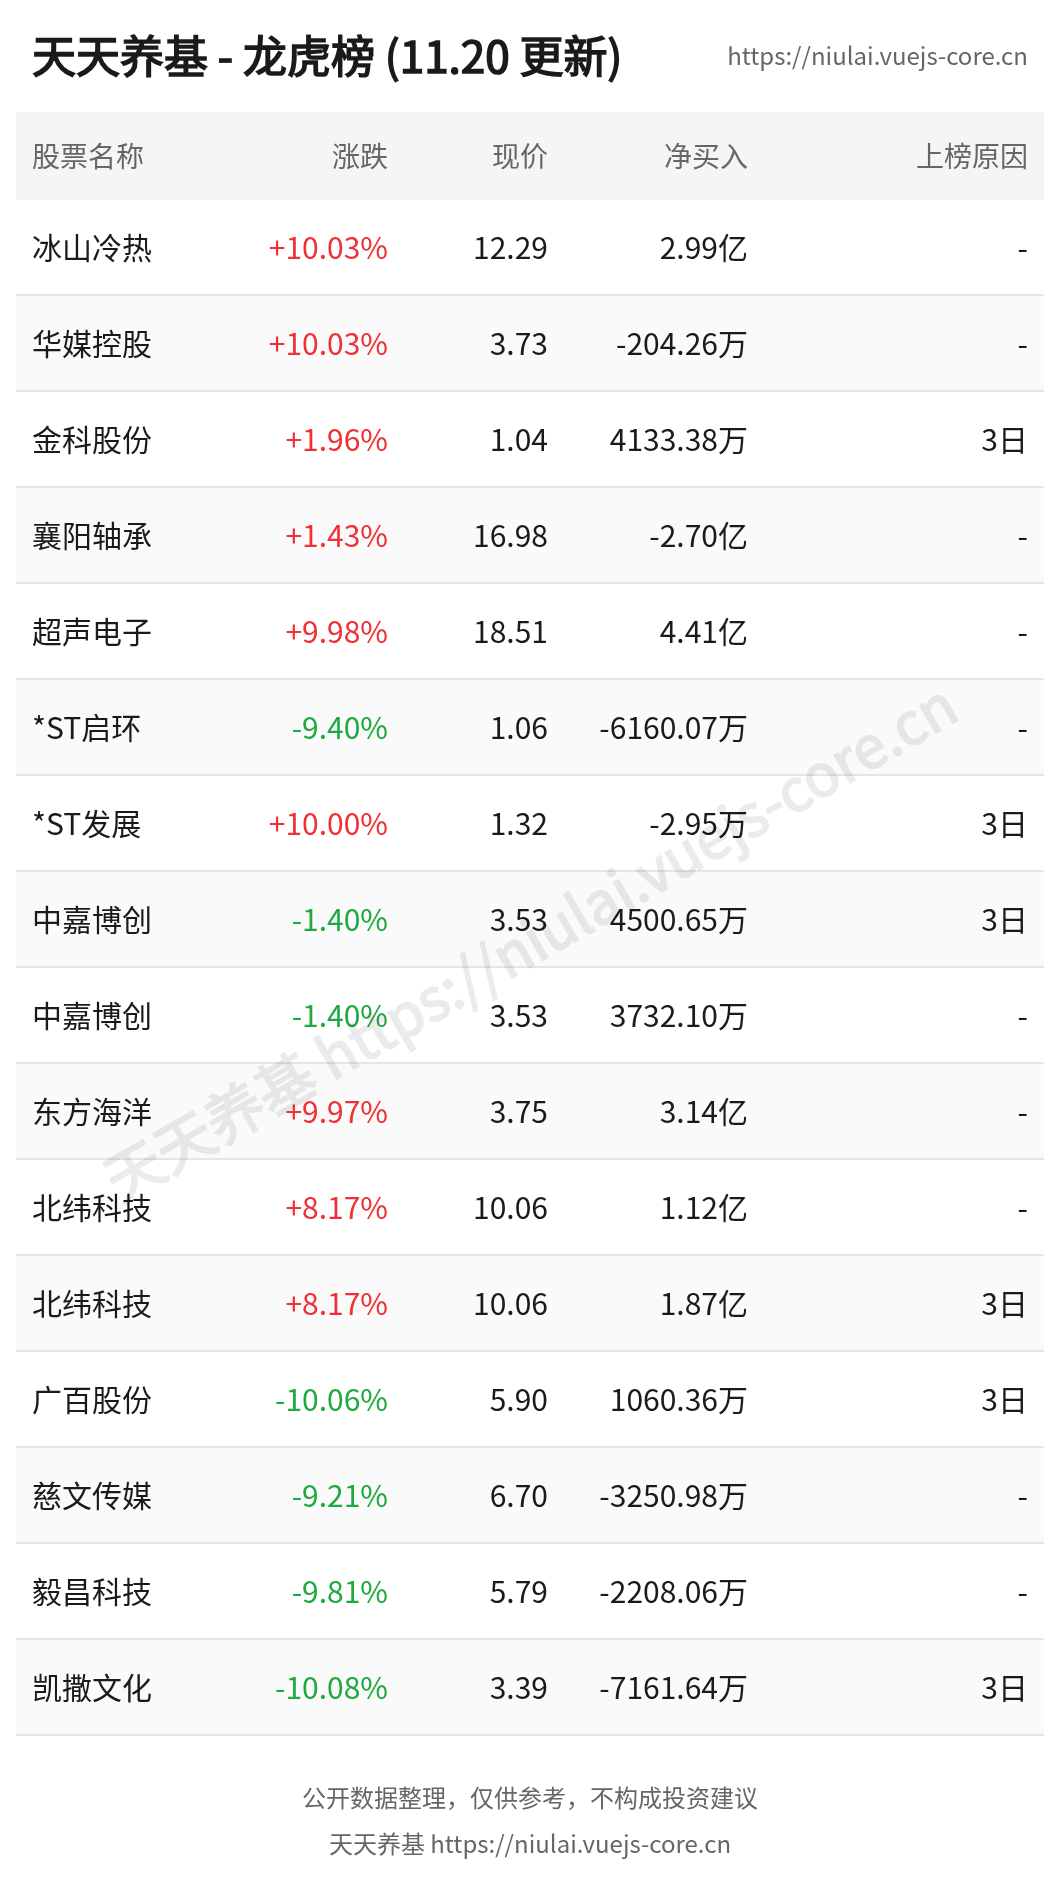 天天养基 - 龙虎榜 (11.20 更新) https://niulai.vuejs-core.cn
股票名称 涨跌 现价 净买入 上榜原因
冰山冷热 +10.03% 12.29 2.99亿 -
华媒控股 +10.03% 3.73 -204.26万 -
金科股份 +1.96% 1.04 4133.38万 3日
襄阳轴承 +1.43% 16.98 -2.70亿 -
超声电子 +9.98% 18.51 4.41亿 -
*ST启环 -9.40% 1.06 -6160.07万 -
*ST发展 +10.00% 1.32 -2.95万 3日
中嘉博创 -1.40% 3.53 4500.65万 3日
中嘉博创 -1.40% 3.53 3732.10万 -
东方海洋 +9.97% 3.75 3.14亿 -
北纬科技 +8.17% 10.06 1.12亿 -
北纬科技 +8.17% 10.06 1.87亿 3日
广百股份 -10.06% 5.90 1060.36万 3日
慈文传媒 -9.21% 6.70 -3250.98万 -
毅昌科技 -9.81% 5.79 -2208.06万 -
凯撒文化 -10.08% 3.39 -7161.64万 3日
天天养基 https://niulai.vuejs-core.cn
公开数据整理，仅供参考，不构成投资建议
天天养基 https://niulai.vuejs-core.cn